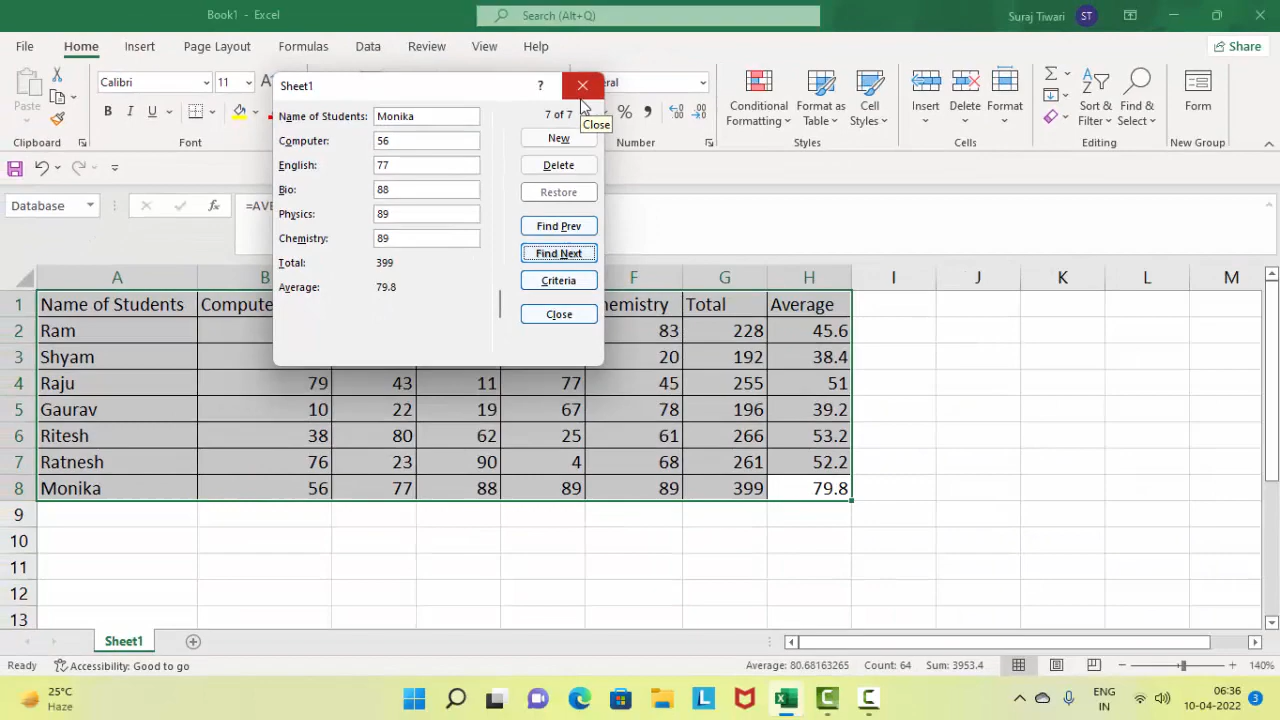 Book1 - Excel
Search (Alt+Q)
Suraj Tiwari ST
File Home Insert Page Layout Formulas Data Review View Help Share
Paste
Calibri 11
B I U
Conditional Formatting
Format as Table
Cell Styles
Insert Delete Format
Sort & Filter
Find & Select
Form
Clipboard Font Number Styles Cells Editing New Group
Database
=AVE
Sheet1
7 of 7
Close
Name of Students: Monika
Computer: 56
English: 77
Bio: 88
Physics: 89
Chemistry: 89
Total: 399
Average: 79.8
New
Delete
Restore
Find Prev
Find Next
Criteria
Close
A B F G H I J K L M
1 Name of Students Compute hemistry Total Average
2 Ram 83 228 45.6
3 Shyam 20 192 38.4
4 Raju 79 43 11 77 45 255 51
5 Gaurav 10 22 19 67 78 196 39.2
6 Ritesh 38 80 62 25 61 266 53.2
7 Ratnesh 76 23 90 4 68 261 52.2
8 Monika 56 77 88 89 89 399 79.8
9
10
11
12
13
Sheet1
Ready Accessibility: Good to go Average: 80.68163265 Count: 64 Sum: 3953.4 140%
25°C
Haze
ENG
IN
06:36
10-04-2022
3